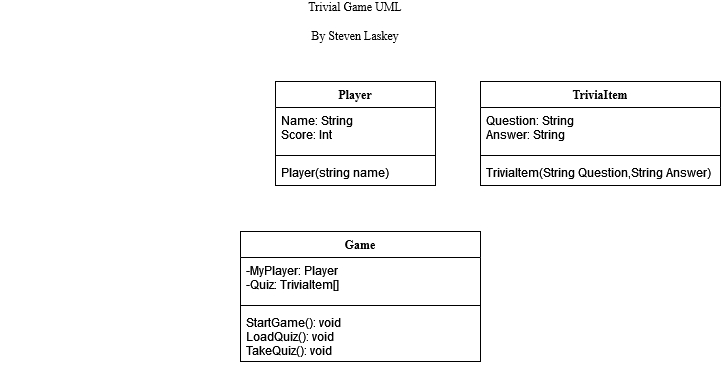 Trivial Game UML
By Steven Laskey
Player
Name: String
Score: Int
Player(string name)
TriviaItem
Question: String
Answer: String
TriviaItem(String Question,String Answer)
Game
-MyPlayer: Player
-Quiz: TriviaItem[]
StartGame(): void
LoadQuiz(): void
TakeQuiz(): void